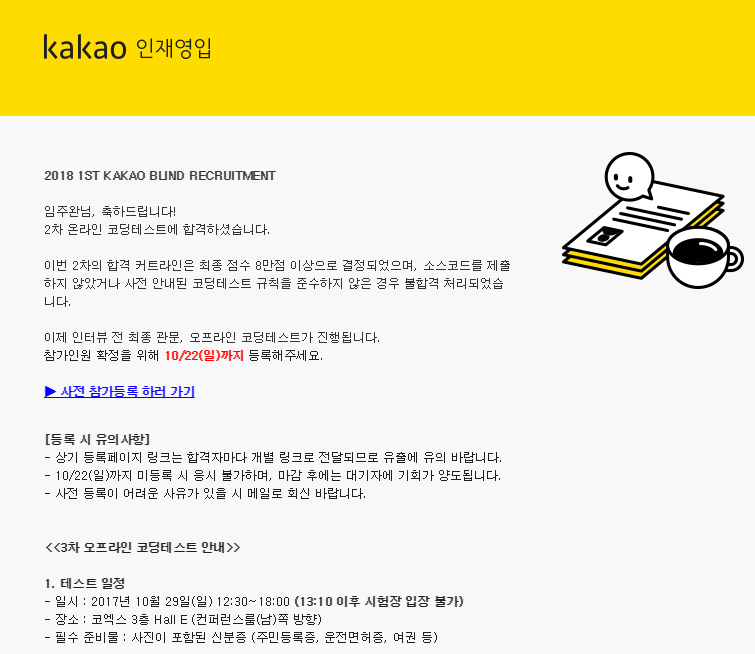 kakao 인재영입
2018 1ST KAKAO BLIND RECRUITMENT
임주완님, 축하드립니다!
2차 온라인 코딩테스트에 합격하셨습니다.
이번 2차의 합격 커트라인은 최종 점수 8만점 이상으로 결정되었으며, 소스코드를 제출
하지 않았거나 사전 안내된 코딩테스트 규칙을 준수하지 않은 경우 불합격 처리되었습
니다.
이제 인터뷰 전 최종 관문, 오프라인 코딩테스트가 진행됩니다.
참가인원 확정을 위해 10/22(일)까지 등록해주세요.
▶ 사전 참가등록 하러 가기
[등록 시 유의사항]
- 상기 등록페이지 링크는 합격자마다 개별 링크로 전달되므로 유출에 유의 바랍니다.
- 10/22(일)까지 미등록 시 응시 불가하며, 마감 후에는 대기자에 기회가 양도됩니다.
- 사전 등록이 어려운 사유가 있을 시 메일로 회신 바랍니다.
<<3차 오프라인 코딩테스트 안내>>
1. 테스트 일정
- 일시 : 2017년 10월 29일(일) 12:30~18:00 (13:10 이후 시험장 입장 불가)
- 장소 : 코엑스 3층 Hall E (컨퍼런스룸(남)쪽 방향)
- 필수 준비물 : 사진이 포함된 신분증 (주민등록증, 운전면허증, 여권 등)